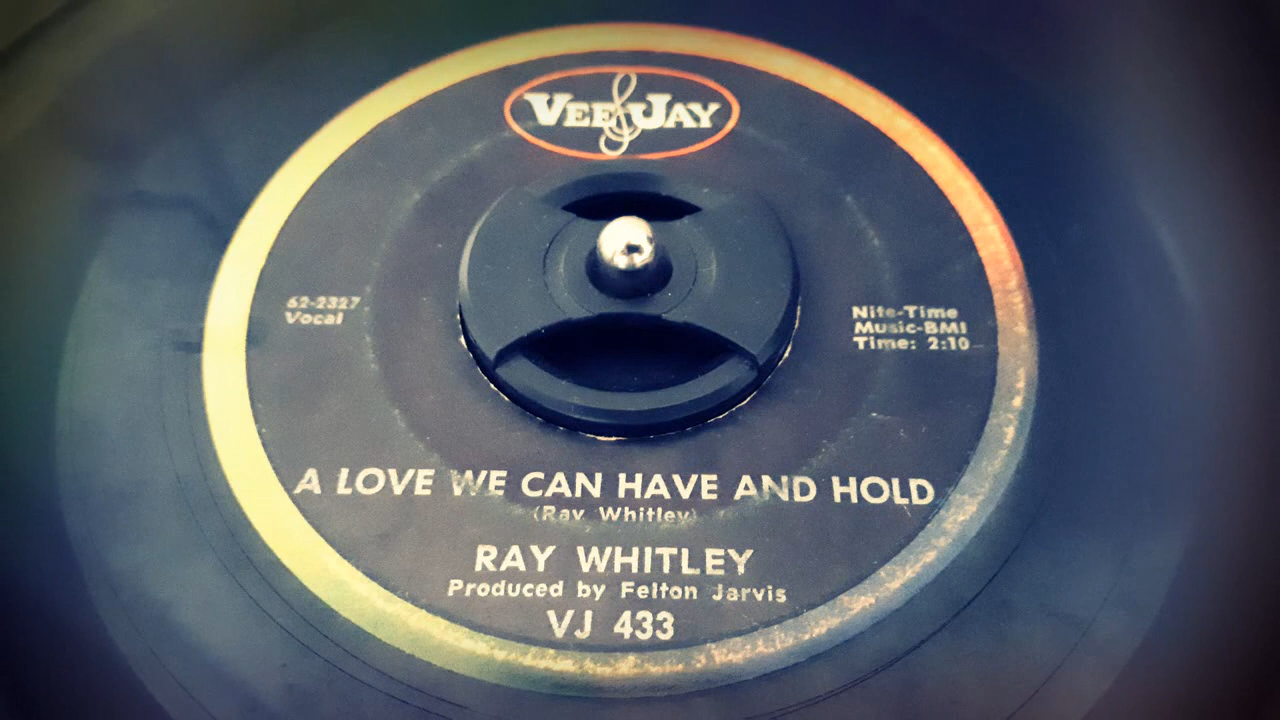 VEE JAY
62-2327
Vocal
Nite-Time
Music-BMI
Time: 2:10
A LOVE WE CAN HAVE AND HOLD
(Ray Whitley)
RAY WHITLEY
Produced by Felton Jarvis
VJ 433